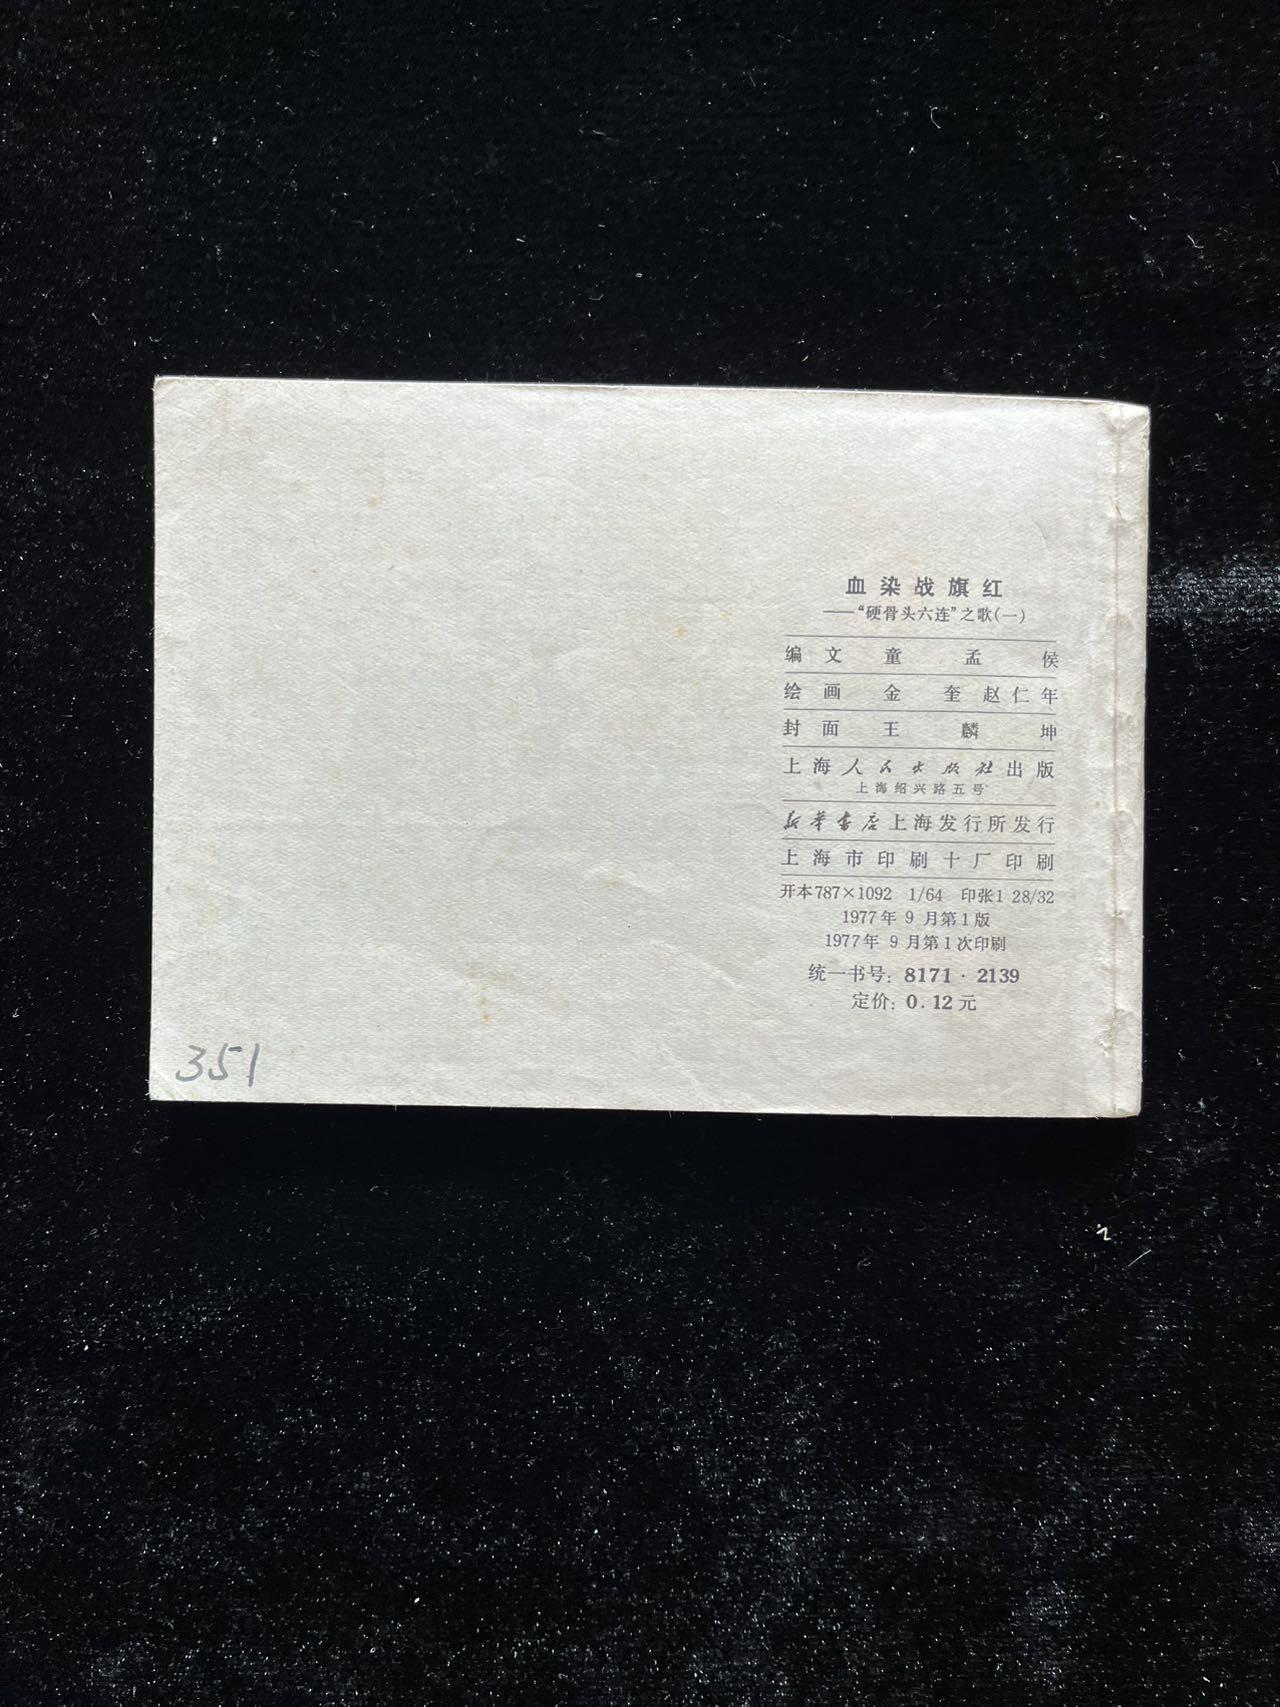 血染战旗红
——“硬骨头六连”之歌(一)
编文 童孟侯
绘画 金奎 赵仁年
封面 王麟坤
上海人民出版社出版
上海绍兴路五号
新华书店上海发行所发行
上海市印刷十厂印刷
开本787×1092 1/64 印张1 28/32
1977年9月第1版
1977年9月第1次印刷
统一书号：8171·2139
定价：0.12元
351